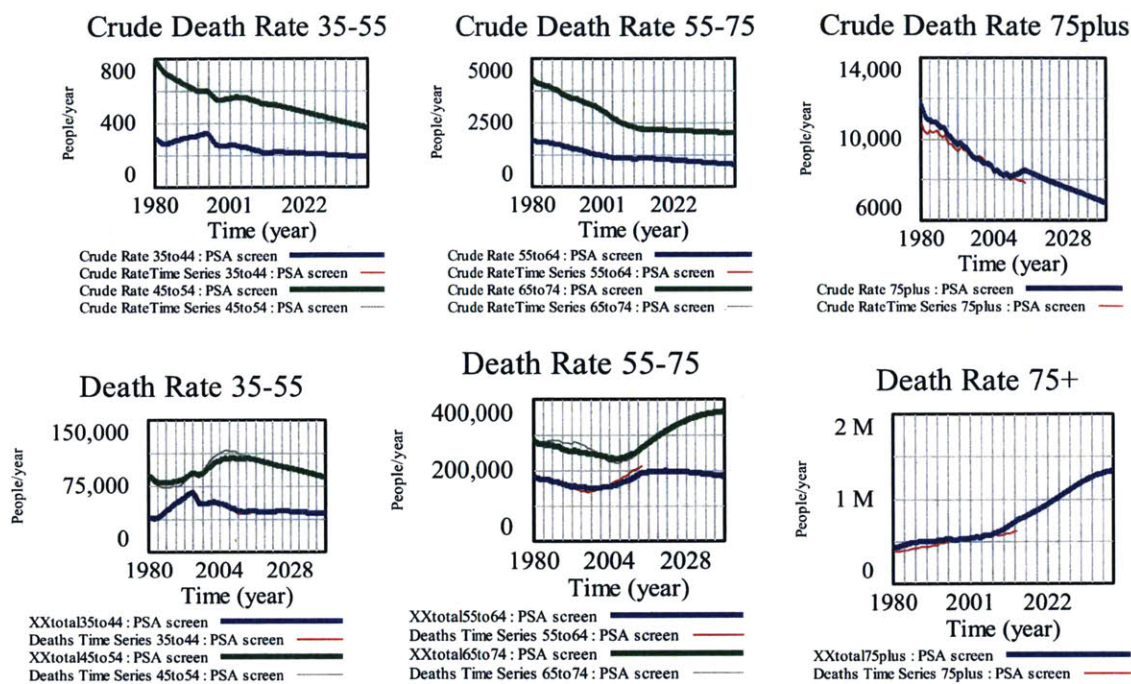 Crude Death Rate 35-55
800
400
0
People/year
1980 2001 2022
Time (year)
Crude Rate 35to44 : PSA screen
Crude RateTime Series 35to44 : PSA screen
Crude Rate 45to54 : PSA screen
Crude RateTime Series 45to54 : PSA screen
Crude Death Rate 55-75
5000
2500
0
People/year
1980 2001 2022
Time (year)
Crude Rate 55to64 : PSA screen
Crude RateTime Series 55to64 : PSA screen
Crude Rate 65to74 : PSA screen
Crude RateTime Series 65to74 : PSA screen
Crude Death Rate 75plus
14,000
10,000
6000
People/year
1980 2004 2028
Time (year)
Crude Rate 75plus : PSA screen
Crude RateTime Series 75plus : PSA screen
Death Rate 35-55
150,000
75,000
0
People/year
1980 2004 2028
Time (year)
XXtotal35to44 : PSA screen
Deaths Time Series 35to44 : PSA screen
XXtotal45to54 : PSA screen
Deaths Time Series 45to54 : PSA screen
Death Rate 55-75
400,000
200,000
0
People/year
1980 2004 2028
Time (year)
XXtotal55to64 : PSA screen
Deaths Time Series 55to64 : PSA screen
XXtotal65to74 : PSA screen
Deaths Time Series 65to74 : PSA screen
Death Rate 75+
2 M
1 M
0
People/year
1980 2001 2022
Time (year)
XXtotal75plus : PSA screen
Deaths Time Series 75plus : PSA screen